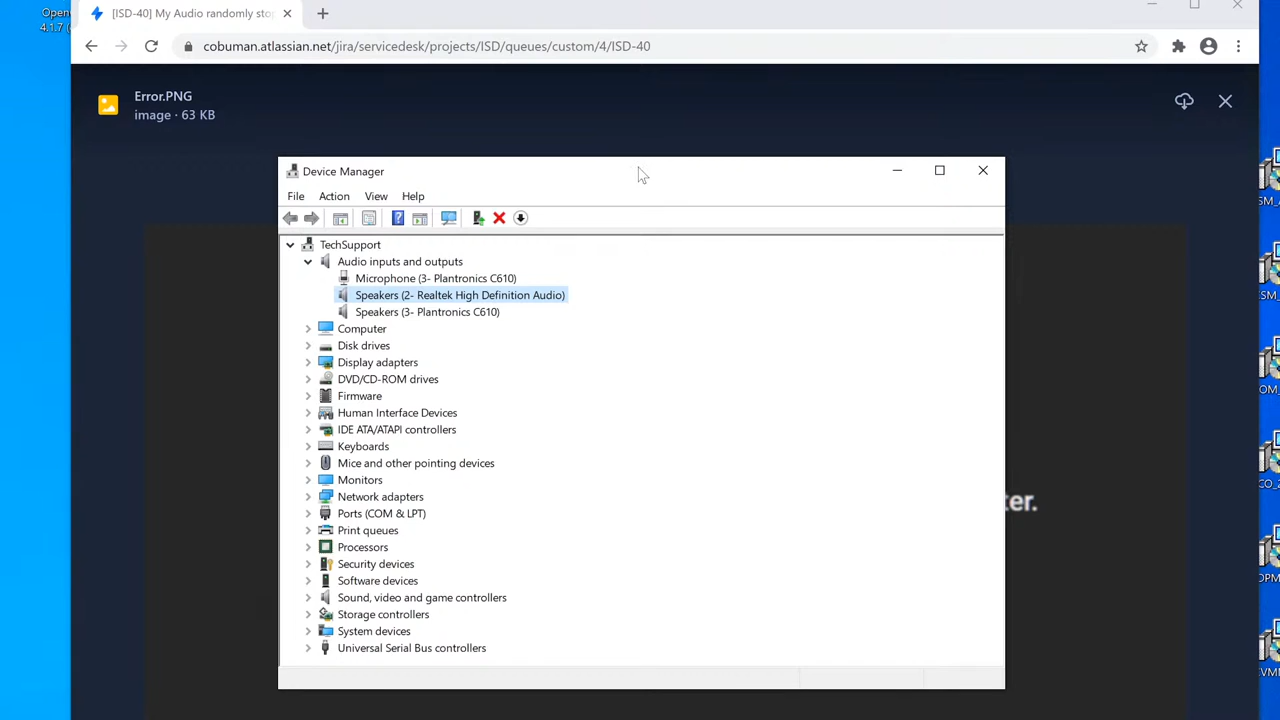 Open
4.1.7 (
[ISD-40] My Audio randomly sto
cobuman.atlassian.net/jira/servicedesk/projects/ISD/queues/custom/4/ISD-40
Error.PNG
image · 63 KB
Device Manager
File Action View Help
TechSupport
Audio inputs and outputs
Microphone (3- Plantronics C610)
Speakers (2- Realtek High Definition Audio)
Speakers (3- Plantronics C610)
Computer
Disk drives
Display adapters
DVD/CD-ROM drives
Firmware
Human Interface Devices
IDE ATA/ATAPI controllers
Keyboards
Mice and other pointing devices
Monitors
Network adapters
Ports (COM & LPT)
Print queues
Processors
Security devices
Software devices
Sound, video and game controllers
Storage controllers
System devices
Universal Serial Bus controllers
ter.